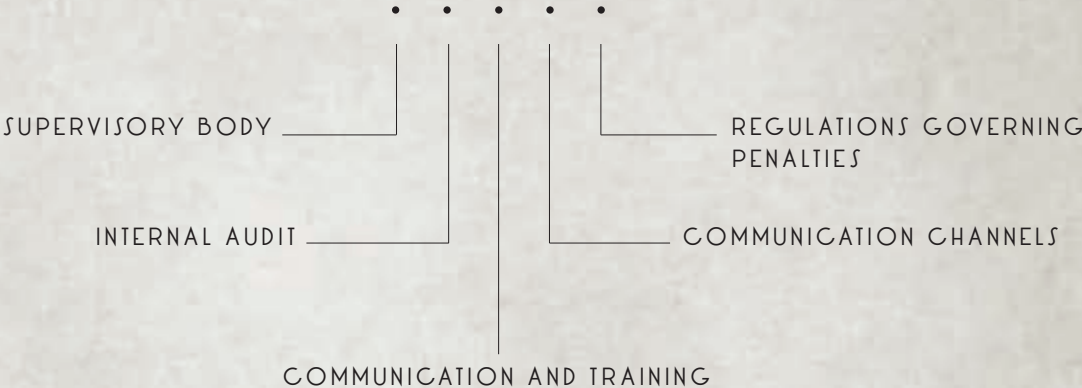 SUPERVISORY BODY
REGULATIONS GOVERNING
PENALTIES
INTERNAL AUDIT
COMMUNICATION CHANNELS
COMMUNICATION AND TRAINING